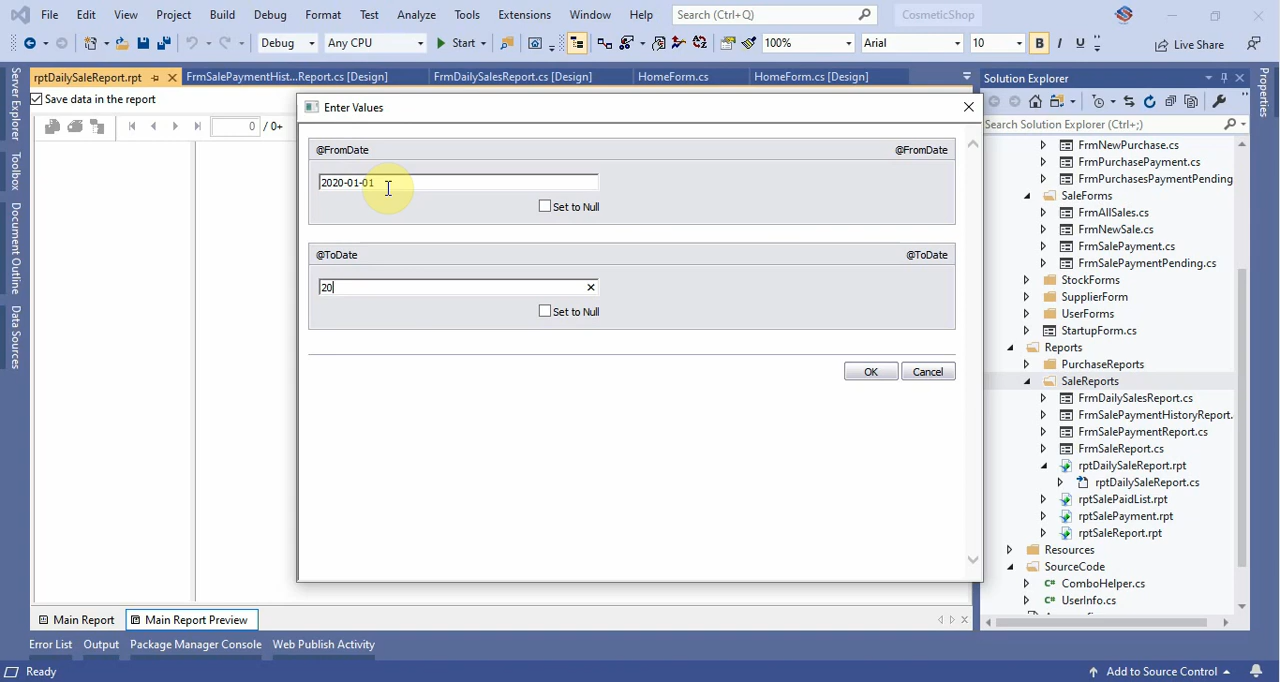 File Edit View Project Build Debug Format Test Analyze Tools Extensions Window Help Search (Ctrl+Q) CosmeticShop
Debug Any CPU Start 100% Arial 10 B I U Live Share
rptDailySaleReport.rpt FrmSalePaymentHist...Report.cs [Design] FrmDailySalesReport.cs [Design] HomeForm.cs HomeForm.cs [Design]
Solution Explorer
Save data in the report
Enter Values
0 / 0+
Search Solution Explorer (Ctrl+;)
Server Explorer
Toolbox
Document Outline
Data Sources
Properties
@FromDate @FromDate
2020-01-01
Set to Null
@ToDate @ToDate
20
Set to Null
OK Cancel
FrmNewPurchase.cs
FrmPurchasePayment.cs
FrmPurchasesPaymentPending
SaleForms
FrmAllSales.cs
FrmNewSale.cs
FrmSalePayment.cs
FrmSalePaymentPending.cs
StockForms
SupplierForm
UserForms
StartupForm.cs
Reports
PurchaseReports
SaleReports
FrmDailySalesReport.cs
FrmSalePaymentHistoryReport.
FrmSalePaymentReport.cs
FrmSaleReport.cs
rptDailySaleReport.rpt
rptDailySaleReport.cs
rptSalePaidList.rpt
rptSalePayment.rpt
rptSaleReport.rpt
Resources
SourceCode
C# ComboHelper.cs
C# UserInfo.cs
Main Report Main Report Preview
Error List Output Package Manager Console Web Publish Activity
Ready Add to Source Control